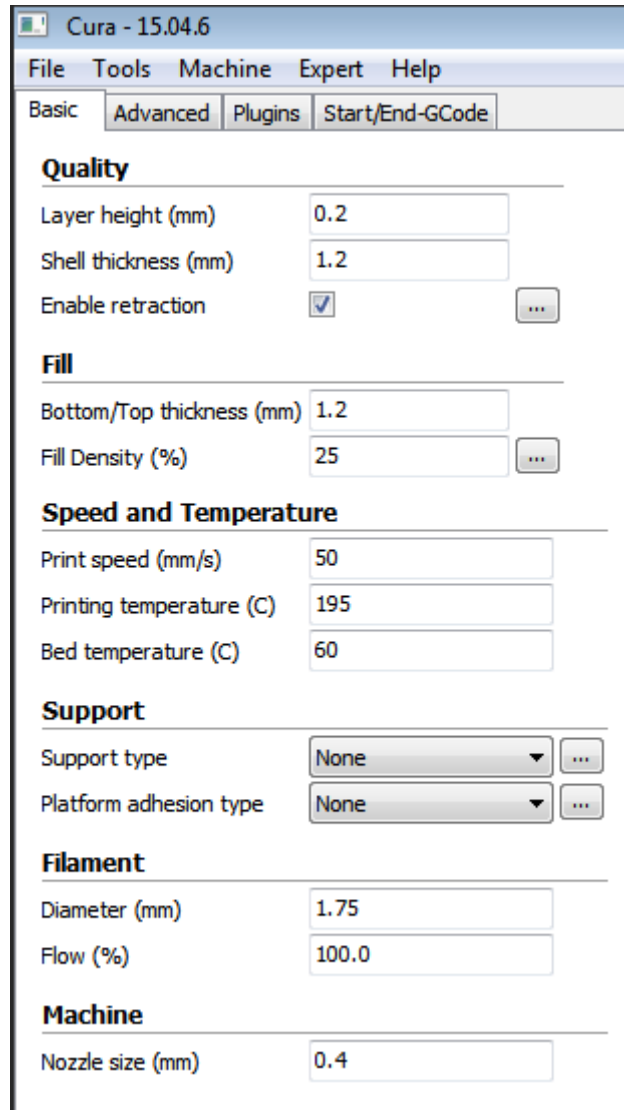 Cura - 15.04.6
File Tools Machine Expert Help
Basic Advanced Plugins Start/End-GCode
Quality
Layer height (mm) 0.2
Shell thickness (mm) 1.2
Enable retraction ...
Fill
Bottom/Top thickness (mm) 1.2
Fill Density (%) 25 ...
Speed and Temperature
Print speed (mm/s) 50
Printing temperature (C) 195
Bed temperature (C) 60
Support
Support type None ...
Platform adhesion type None ...
Filament
Diameter (mm) 1.75
Flow (%) 100.0
Machine
Nozzle size (mm) 0.4